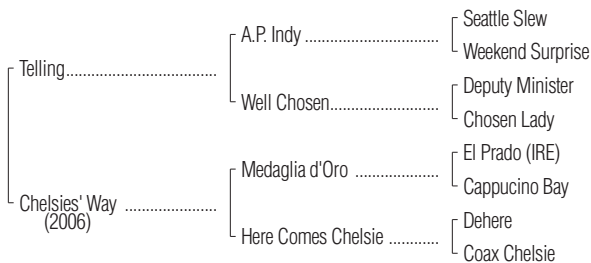 Seattle Slew
A.P. Indy ..................................
Weekend Surprise
Telling......................................
Deputy Minister
Well Chosen...........................
Chosen Lady
El Prado (IRE)
Medaglia d'Oro .....................
Cappucino Bay
Chelsies' Way .......................
(2006)
Dehere
Here Comes Chelsie ............
Coax Chelsie